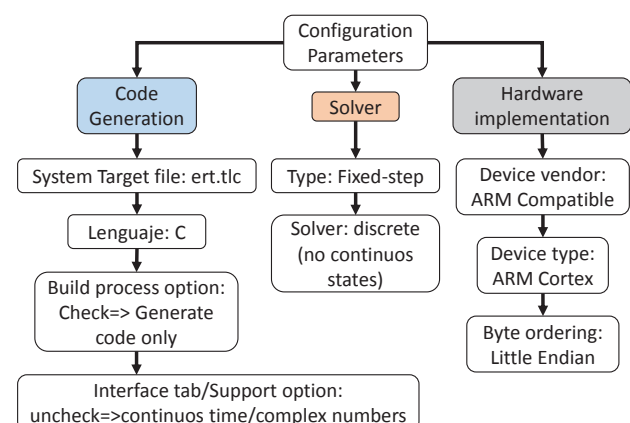 Configuration
Parameters
Code
Generation
Solver
Hardware
implementation
System Target file: ert.tlc
Type: Fixed-step
Device vendor:
ARM Compatible
Lenguaje: C
Solver: discrete
(no continuos
states)
Device type:
ARM Cortex
Build process option:
Check=> Generate
code only
Byte ordering:
Little Endian
Interface tab/Support option:
uncheck=>continuos time/complex numbers